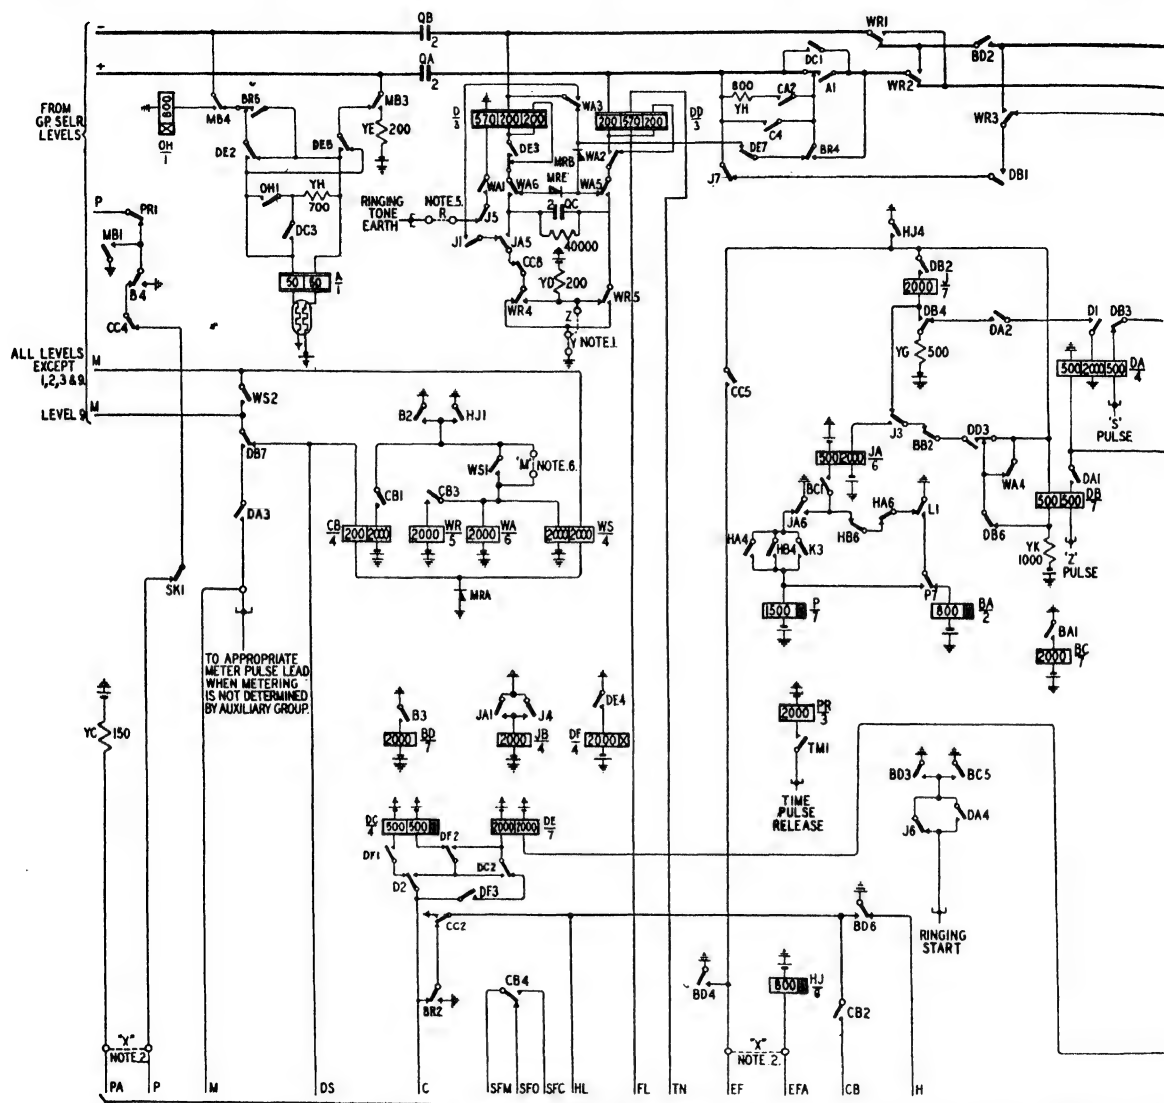 −
QB
2
WR1
BD2
DC1
+
QA
2
A1
WR2
FROM
GP. SELR
LEVELS
800
OH
1
MB4
BR6
MB3
YE
200
D
3
570 200 200
WA3
DD
3
200 570 200
800
YH
CA2
C4
WR3
DE2
DE5
DE3
MRB
WA2
DE7
BR4
OH1
YH
700
WA1
WA6
MRE
WA5
J7
DB1
P
PR1
MB1
DC3
RINGING
TONE
EARTH
E
R
NOTE.5.
J5
2
QC
40000
J1
JA5
HJ4
B4
A
1
50 60
CC8
YD
200
WR4
WR5
DB2
2000
J
7
CC4
Z
Y
NOTE.1.
DB4
DA2
D1
DB3
YG
500
ALL LEVELS
EXCEPT
1,2,3 & 9.
M
DA
4
500 2000 500
CC5
WS2
LEVEL 9
M
B2
HJ1
'S'
PULSE
J3
BB2
DD3
DB7
WS1
'M'
NOTE.6.
500 2000
JA
6
WA4
DA1
CB1
CB3
BC1
DA3
HA6
L1
500 500
DB
7
JA6
HA4
HB4
K3
HB6
DB6
CB
4
200 2000
2000
WR
5
2000
WA
6
2000 2000
WS
4
YK
1000
'Z'
PULSE
SK1
MRA
1500
P
7
P7
800
BA
2
BA1
2000
BC
7
TO APPROPRIATE
METER PULSE LEAD
WHEN METERING
IS NOT DETERMINED
BY AUXILIARY GROUP.
YC
150
B3
JA1
J4
DE4
2000
PR
3
2000
BD
7
2000
JB
4
DF
4
2000
TM1
BD3
BC5
TIME
PULSE
RELEASE
DC
4
500 500
2000 2000
DE
7
DF2
DF1
DC2
J6
DA4
D2
DF3
CC2
BD6
RINGING
START
BR2
CB4
BD4
800
HJ
CB2
"X"
NOTE.2
"X"
NOTE.2.
PA
P
M
DS
C
SFM
SFO
SFC
HL
FL
TN
EF
EFA
CB
H